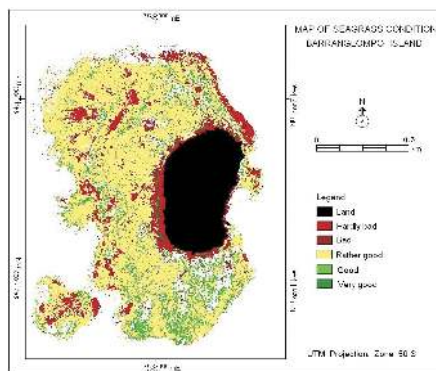 MAP OF SEAGRASS CONDITION
BARRANGLOMPO ISLAND
N
0
Legend
Land
Hardly bad
Bad
Rather good
Good
Very good
UTM Projection Zone 50 S